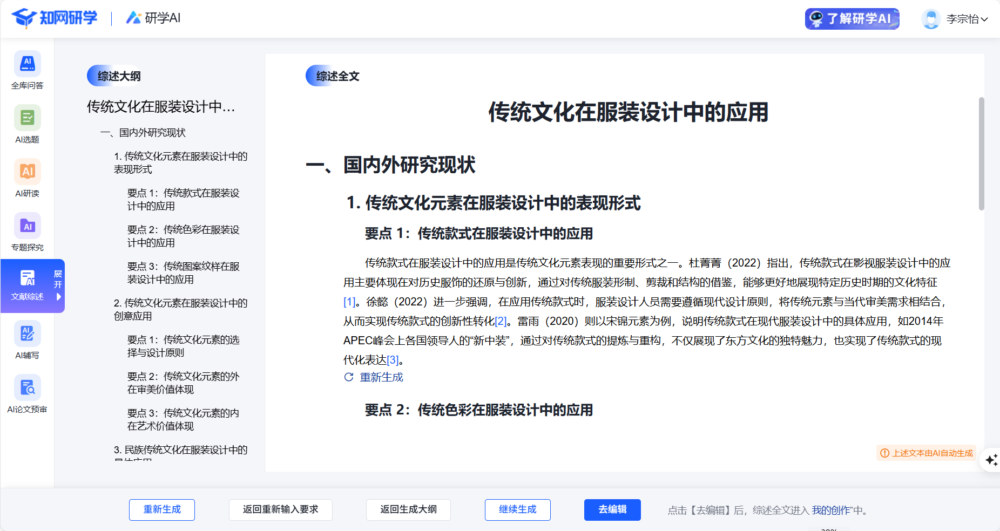 知网研学
研学AI
了解研学AI
李宗怡
AI
全库问答
AI选题
AI
AI研读
AI
专题探究
AI
文献综述
展开
AI
AI辅写
AI论文预审
综述大纲
传统文化在服装设计中…
一、国内外研究现状
1. 传统文化元素在服装设计中的
表现形式
要点 1：传统款式在服装设
计中的应用
要点 2：传统色彩在服装设
计中的应用
要点 3：传统图案纹样在服
装设计中的应用
2. 传统文化元素在服装设计中的
创意应用
要点 1：传统文化元素的选
择与设计原则
要点 2：传统文化元素的外
在审美价值体现
要点 3：传统文化元素的内
在艺术价值体现
3. 民族传统文化在服装设计中的
综述全文
传统文化在服装设计中的应用
一、国内外研究现状
1. 传统文化元素在服装设计中的表现形式
要点 1：传统款式在服装设计中的应用
传统款式在服装设计中的应用是传统文化元素表现的重要形式之一。杜菁菁（2022）指出，传统款式在影视服装设计中的应
用主要体现在对历史服饰的还原与创新，通过对传统服装形制、剪裁和结构的借鉴，能够更好地展现特定历史时期的文化特征
[1]。徐懿（2022）进一步强调，在应用传统款式时，服装设计人员需要遵循现代设计原则，将传统元素与当代审美需求相结合，
从而实现传统款式的创新性转化[2]。雷雨（2020）则以宋锦元素为例，说明传统款式在现代服装设计中的具体应用，如2014年
APEC峰会上各国领导人的“新中装”，通过对传统款式的提炼与重构，不仅展现了东方文化的独特魅力，也实现了传统款式的现
代化表达[3]。
重新生成
要点 2：传统色彩在服装设计中的应用
上述文本由AI自动生成
重新生成
返回重新输入要求
返回生成大纲
继续生成
去编辑
点击【去编辑】后，综述全文进入 我的创作”中。